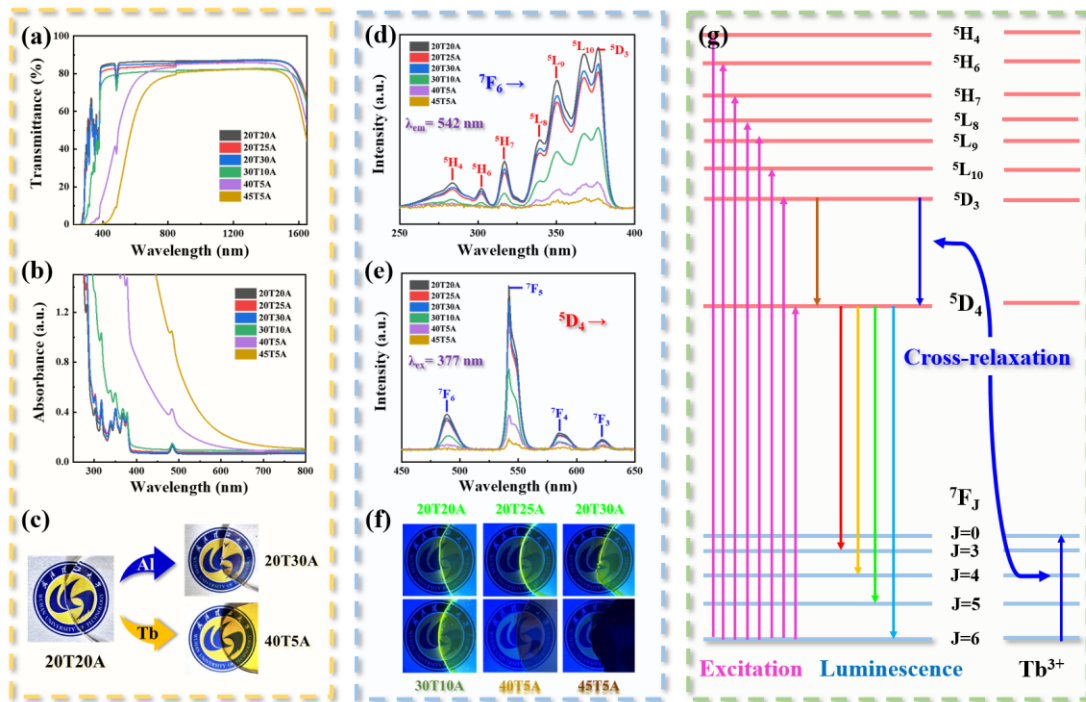 (a)
100
80
60
40
20
0
Transmittance (%)
20T20A
20T25A
20T30A
30T10A
40T5A
45T5A
400 800 1200 1600
Wavelength (nm)
(b)
1.2
0.8
0.4
0.0
Absorbance (a.u.)
20T20A
20T25A
20T30A
30T10A
40T5A
45T5A
300 400 500 600 700 800
Wavelength (nm)
(c)
Al
20T30A
Tb
40T5A
20T20A
(d)
Intensity (a.u.)
20T20A
20T25A
20T30A
30T10A
40T5A
45T5A
⁷F₆ →
λem= 542 nm
⁵H₄
⁵H₆
⁵H₇
⁵L₈
⁵L₉
⁵L₁₀
⁵D₃
250 300 350 400
Wavelength (nm)
(e)
Intensity (a.u.)
20T20A
20T25A
20T30A
30T10A
40T5A
45T5A
⁵D₄ →
λex= 377 nm
⁷F₆
⁷F₅
⁷F₄
⁷F₃
450 500 550 600 650
Wavelength (nm)
(f)
20T20A 20T25A 20T30A
30T10A 40T5A 45T5A
(g)
⁵H₄
⁵H₆
⁵H₇
⁵L₈
⁵L₉
⁵L₁₀
⁵D₃
⁵D₄
Cross-relaxation
⁷FJ
J=0
J=3
J=4
J=5
J=6
Excitation Luminescence Tb³⁺